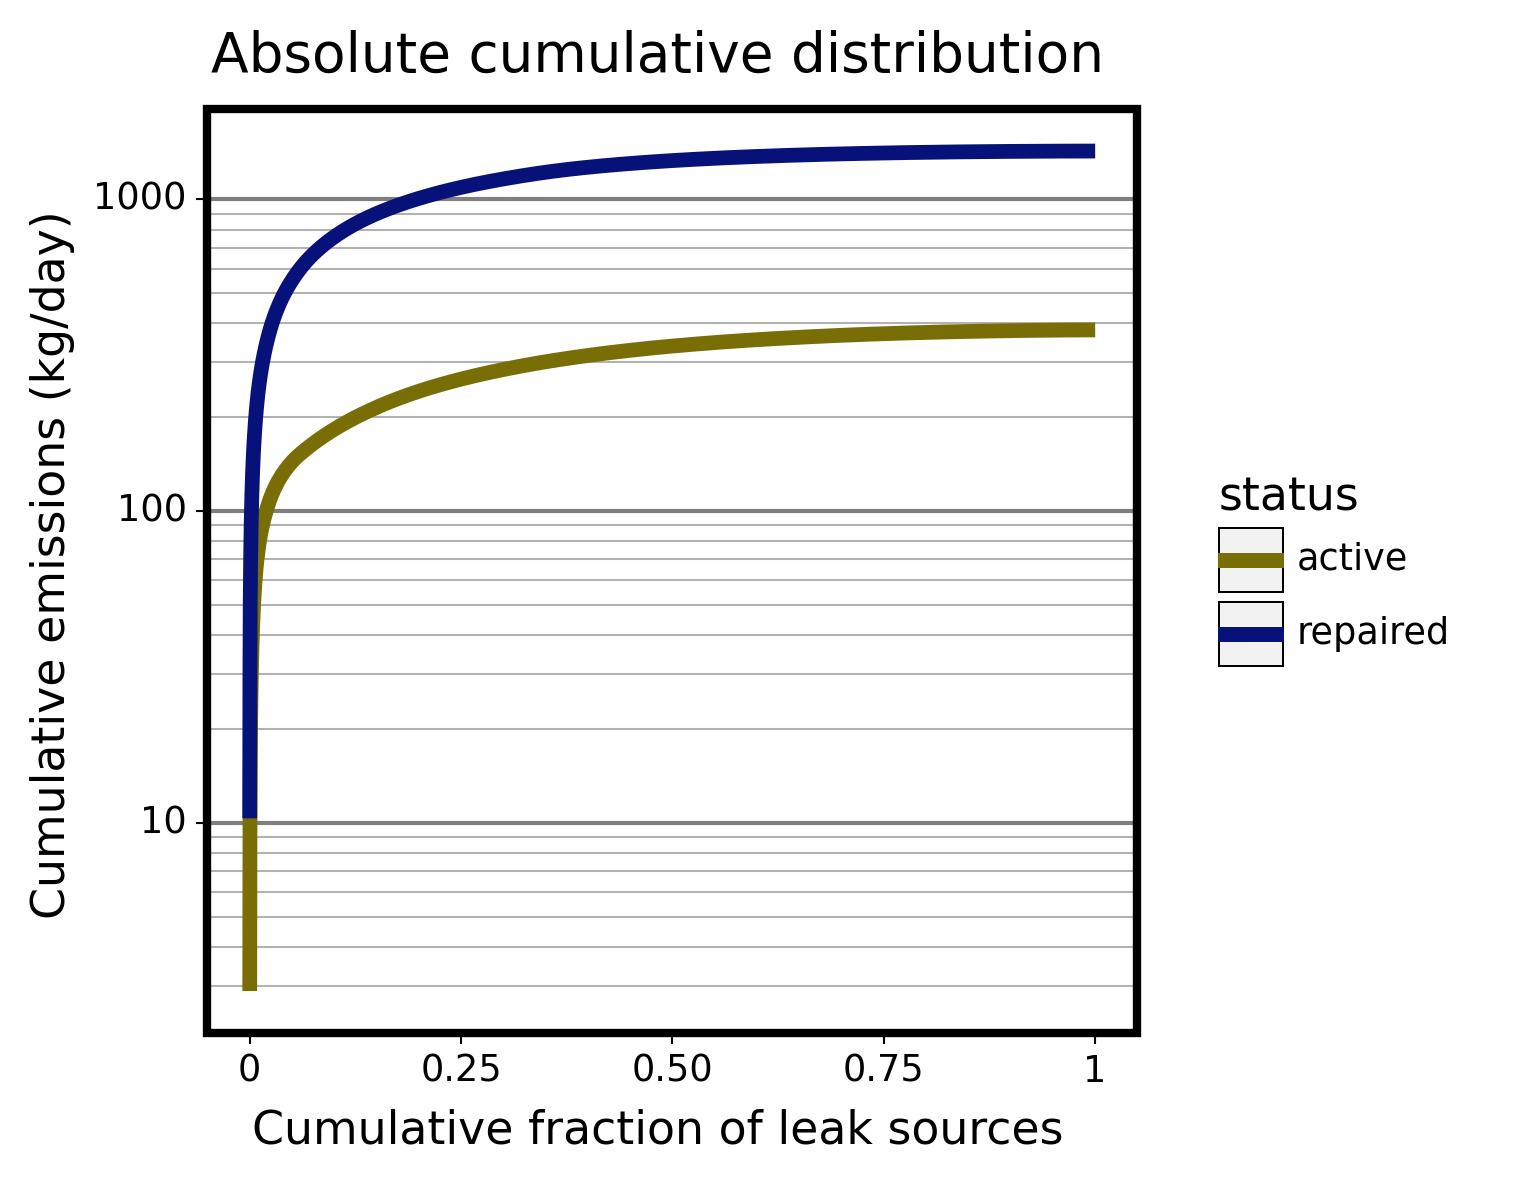 Absolute cumulative distribution
Cumulative emissions (kg/day)
1000
100
10
0
0.25
0.50
0.75
1
Cumulative fraction of leak sources
status
active
repaired